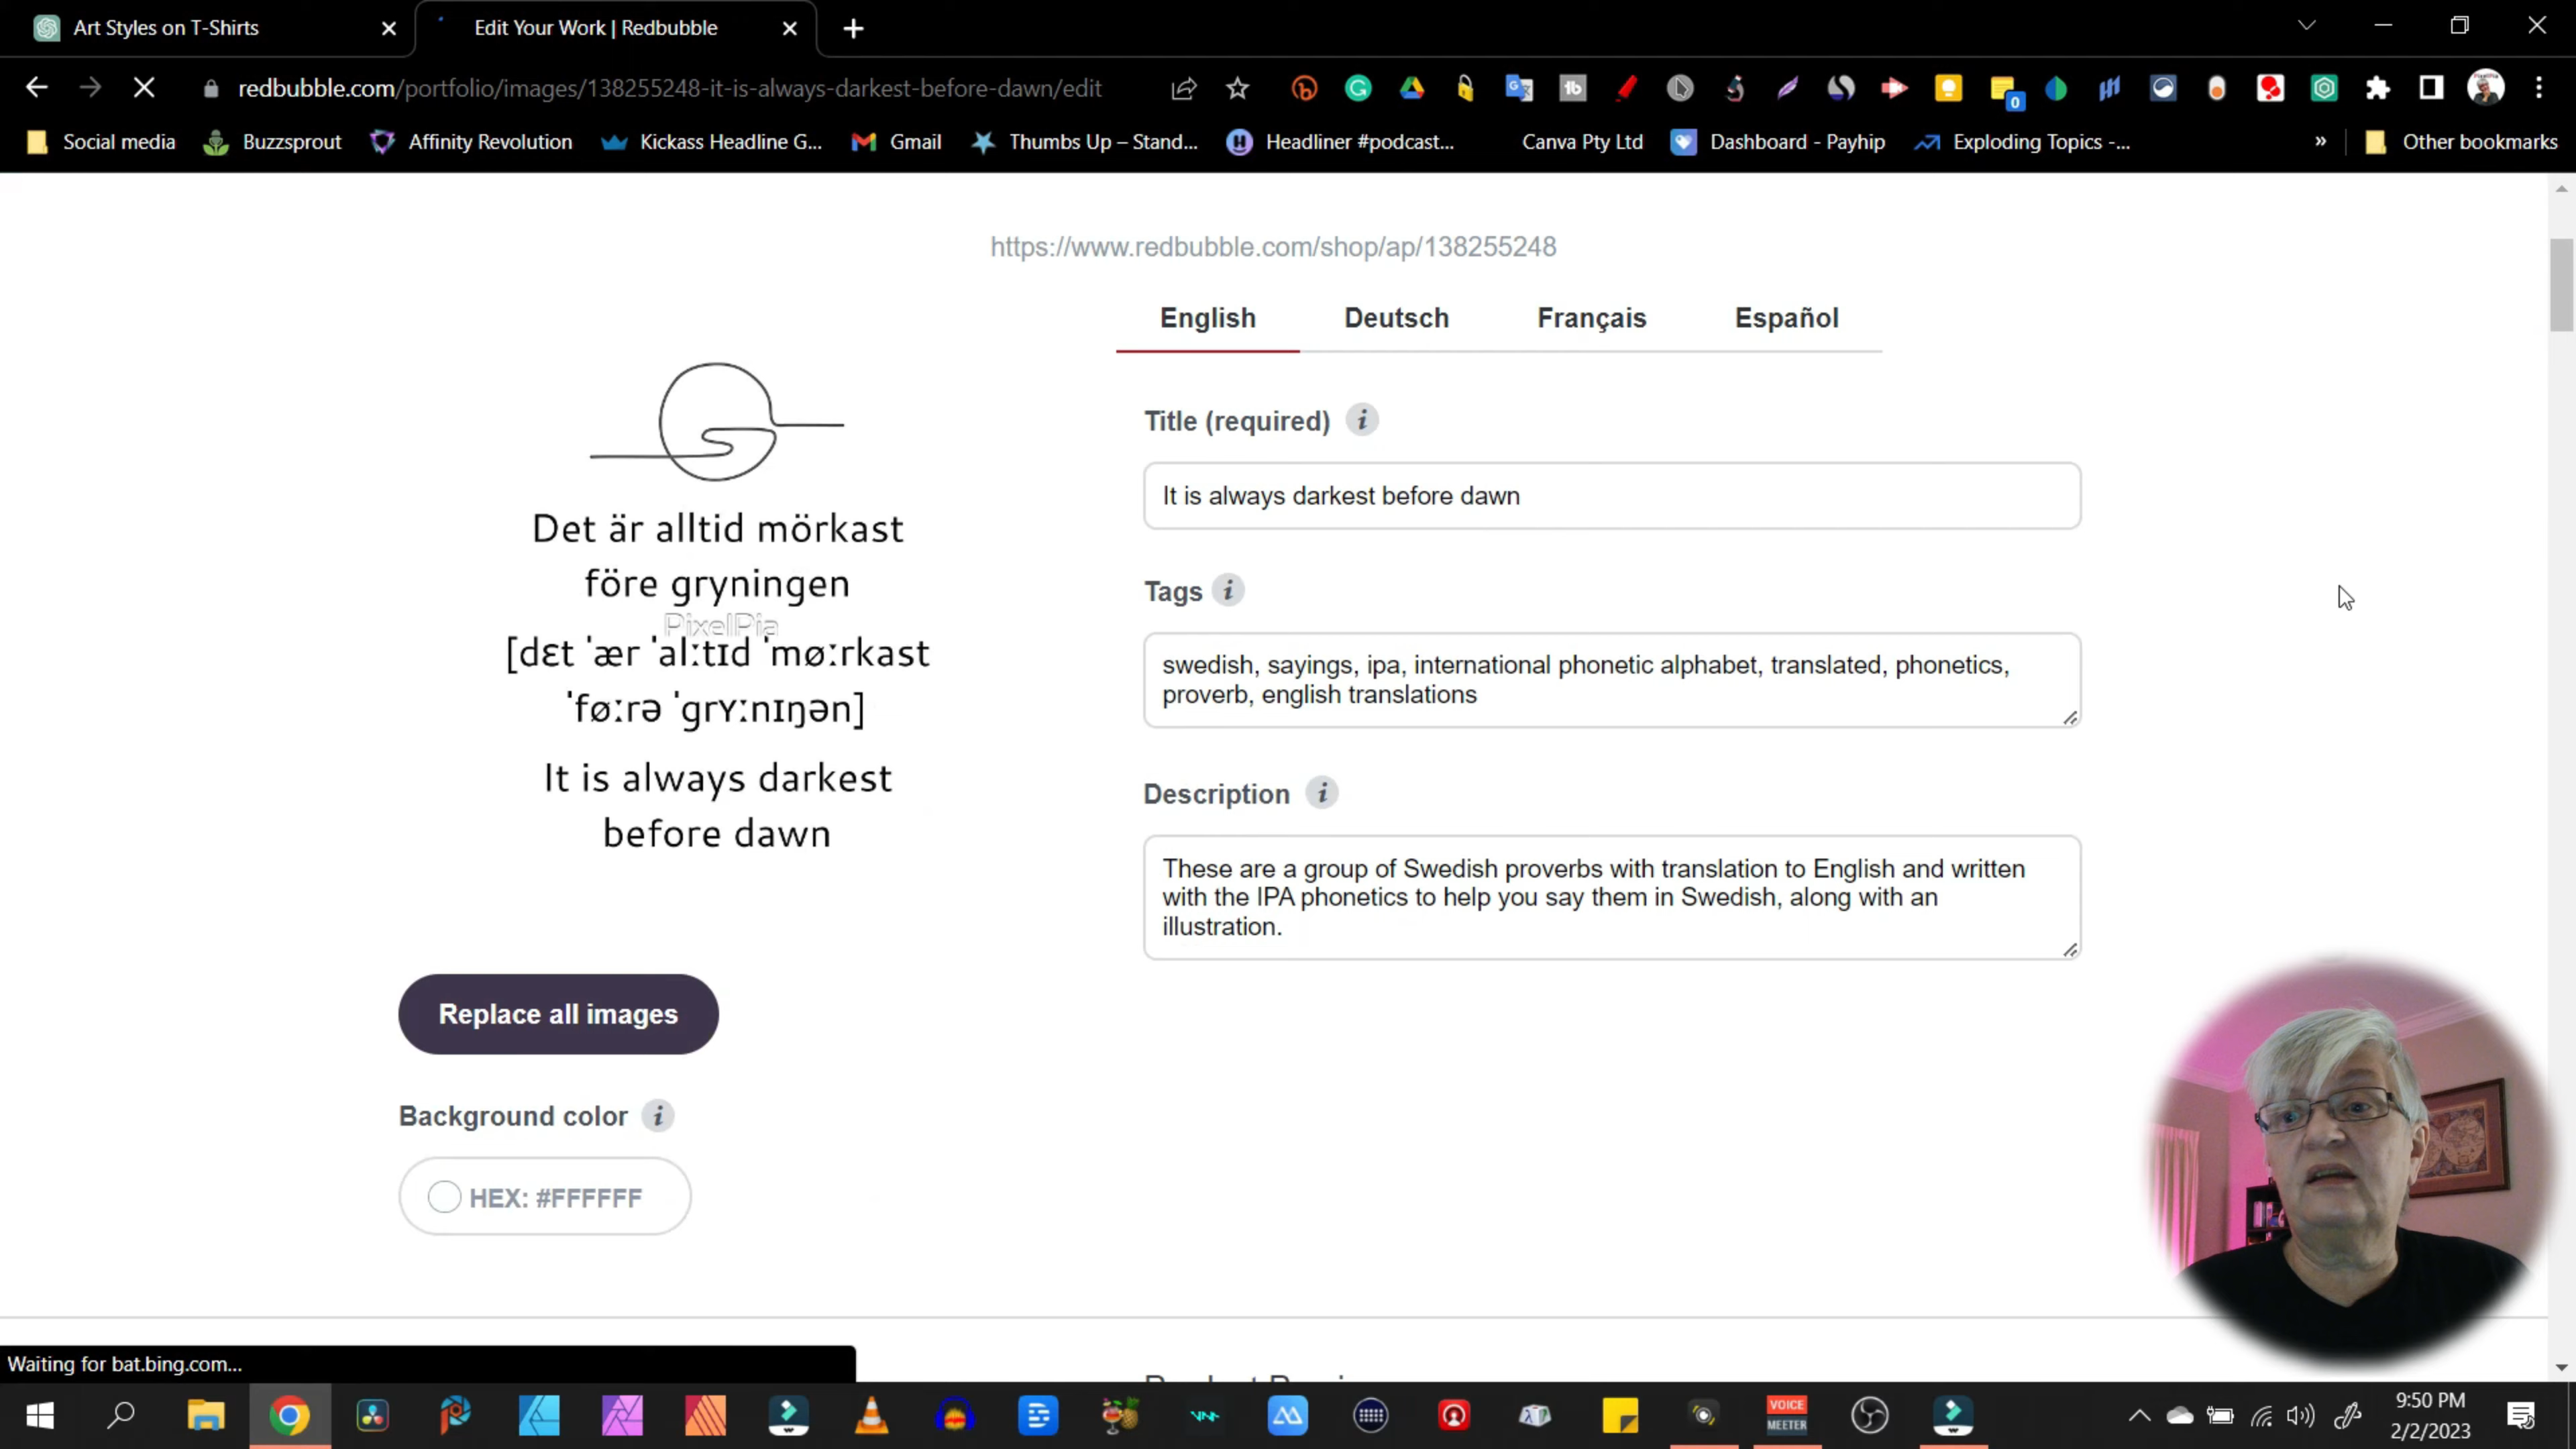 Art Styles on T-Shirts
Edit Your Work | Redbubble
redbubble.com/portfolio/images/138255248-it-is-always-darkest-before-dawn/edit
Social media
Buzzsprout
Affinity Revolution
Kickass Headline G...
Gmail
Thumbs Up – Stand...
Headliner #podcast...
Canva Pty Ltd
Dashboard - Payhip
Exploding Topics -...
»
Other bookmarks
https://www.redbubble.com/shop/ap/138255248
English Deutsch Français Español
Det är alltid mörkast
före gryningen
PixelPia
[dɛt ˈær ˈalːtɪd ˈmøːrkast
ˈføːrə ˈgrʏːnɪŋən]
It is always darkest
before dawn
Replace all images
Background color
HEX: #FFFFFF
Title (required)
It is always darkest before dawn
Tags
swedish, sayings, ipa, international phonetic alphabet, translated, phonetics,
proverb, english translations
Description
These are a group of Swedish proverbs with translation to English and written
with the IPA phonetics to help you say them in Swedish, along with an
illustration.
Waiting for bat.bing.com...
VOICE
MEETER
9:50 PM
2/2/2023